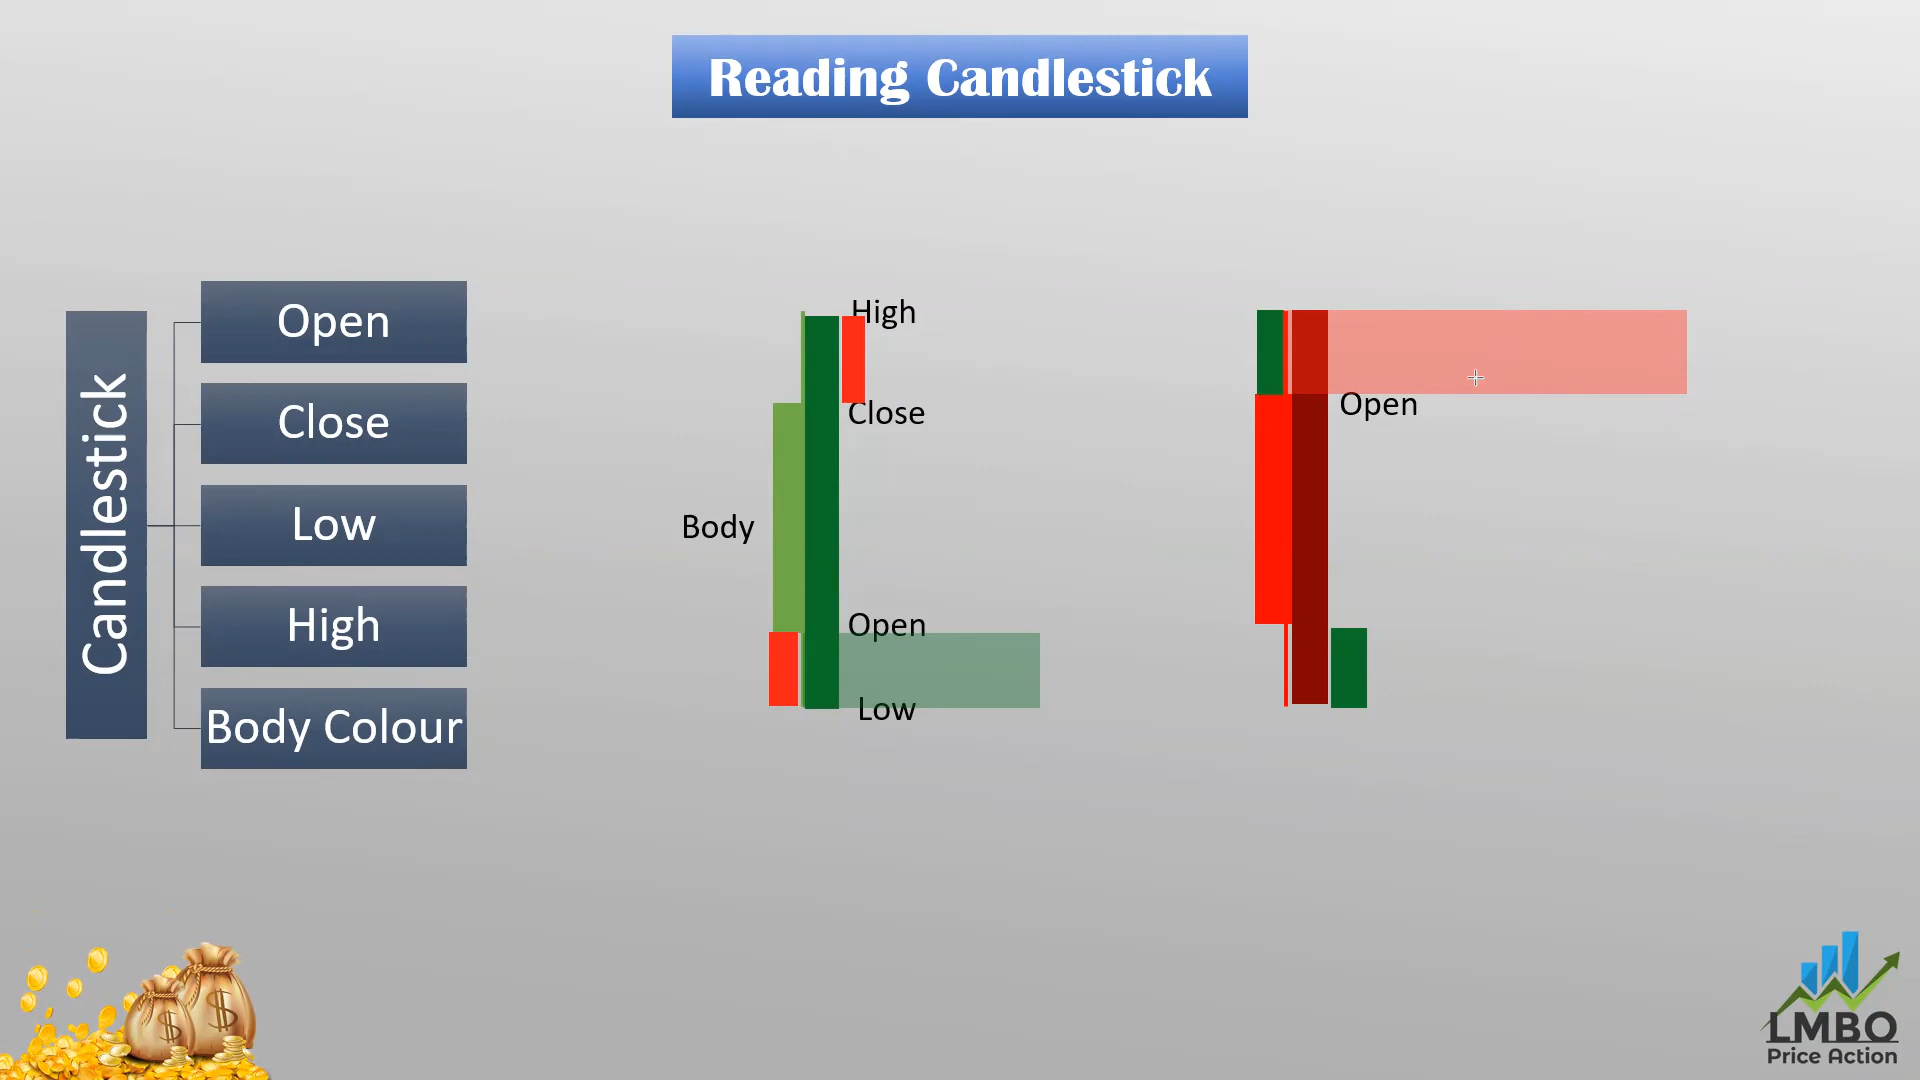 Reading Candlestick
Candlestick
Open
Close
Low
High
Body Colour
High
Close
Body
Open
Low
Open
LMBO
Price Action